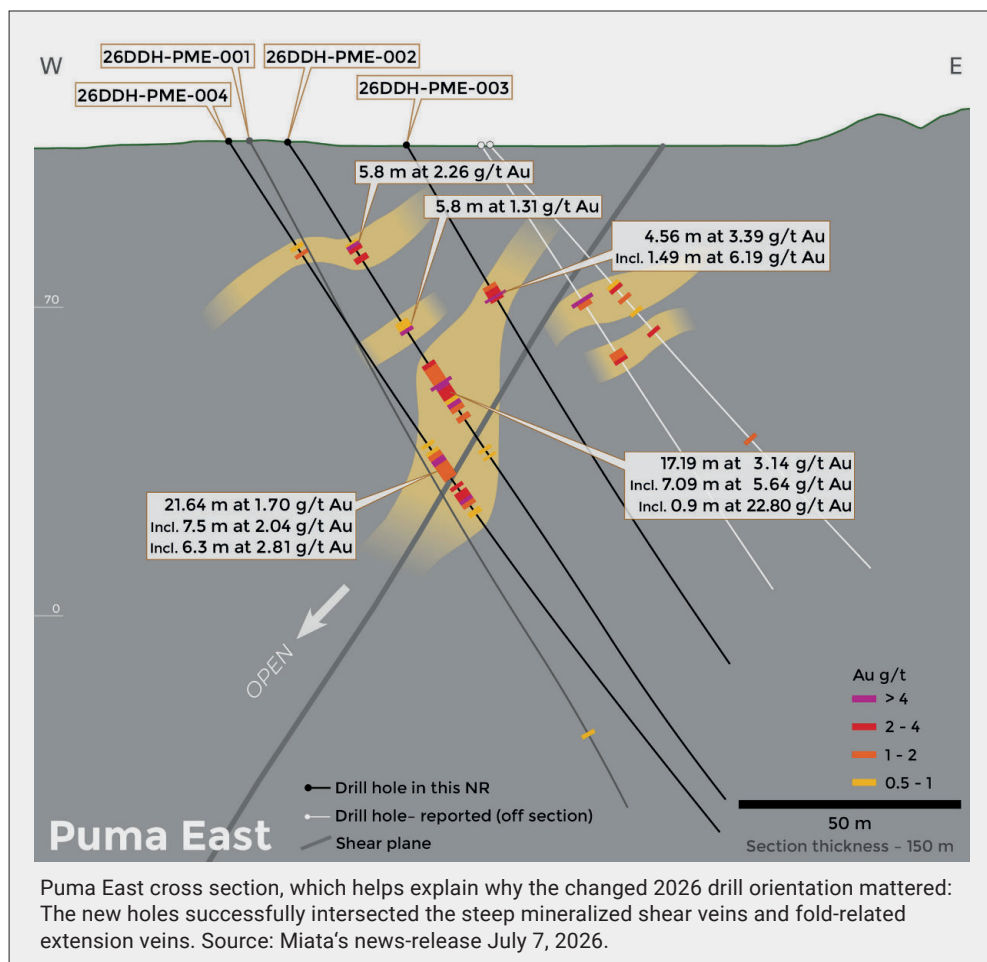 W
E
26DDH-PME-001
26DDH-PME-002
26DDH-PME-004
26DDH-PME-003
5.8 m at 2.26 g/t Au
5.8 m at 1.31 g/t Au
4.56 m at 3.39 g/t Au
Incl. 1.49 m at 6.19 g/t Au
70
17.19 m at 3.14 g/t Au
Incl. 7.09 m at 5.64 g/t Au
Incl. 0.9 m at 22.80 g/t Au
21.64 m at 1.70 g/t Au
Incl. 7.5 m at 2.04 g/t Au
Incl. 6.3 m at 2.81 g/t Au
0
OPEN
Au g/t
> 4
2 - 4
1 - 2
0.5 - 1
Drill hole in this NR
Drill hole– reported (off section)
Shear plane
Puma East
50 m
Section thickness - 150 m
Puma East cross section, which helps explain why the changed 2026 drill orientation mattered:
The new holes successfully intersected the steep mineralized shear veins and fold-related
extension veins. Source: Miata‘s news-release July 7, 2026.